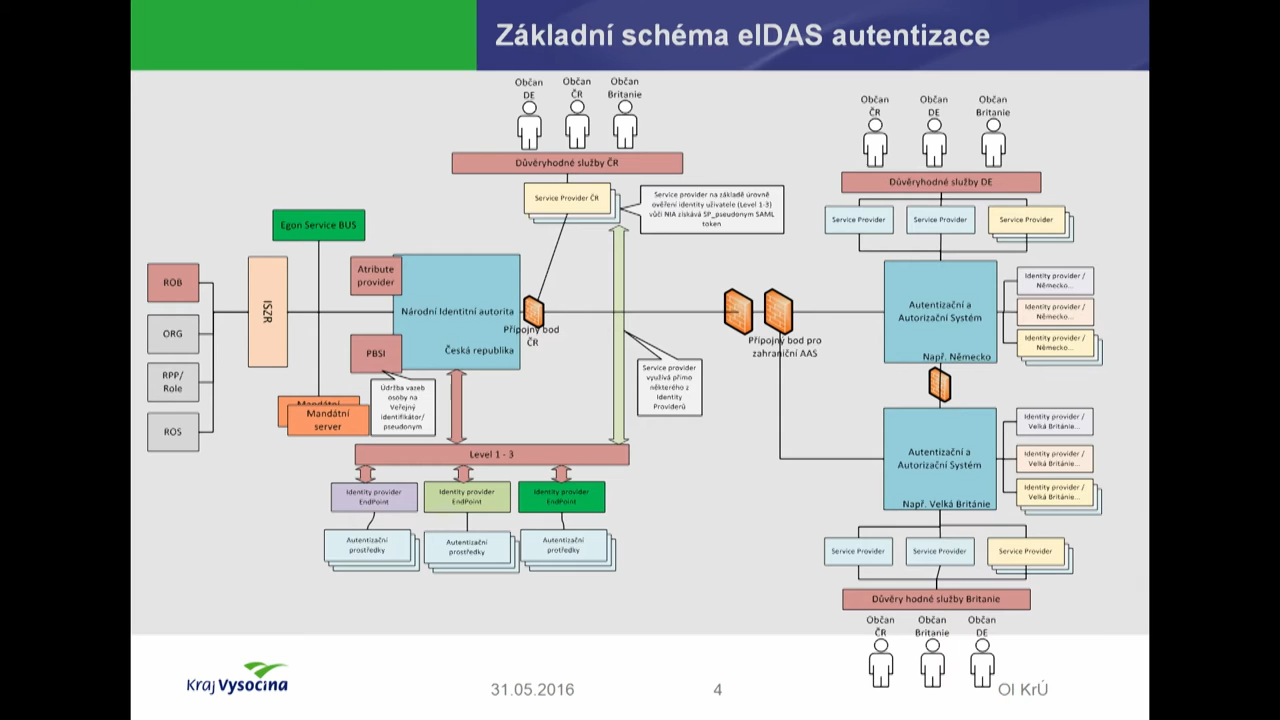 Základní schéma eIDAS autentizace
Občan
DE
Občan
ČR
Občan
Britanie
Důvěryhodné služby ČR
Service Provider ČR
Service provider na základě úrovně
ověření identity uživatele (Level 1-3)
vůči NIA získává SP_pseudonym SAML
token
Občan
ČR
Občan
DE
Občan
Britanie
Důvěryhodné služby DE
Service Provider
Service Provider
Service Provider
Egon Service BUS
ROB
ORG
RPP/
Role
ROS
ISZR
Atribute
provider
Národní Identitní autorita
Česká republika
PBSI
Údržba vazeb
osoby na
Veřejný
identifikátor/
pseudonym
Mandátní
Mandátní
server
Přípojny bod
ČR
Přípojny bod pro
zahraniční AAS
Service provider
využívá přímo
některého z
Identity
Providerů
Autentizační a
Autorizační Systém
Např. Německo
Identity provider /
Německo...
Identity provider /
Německo...
Identity provider /
Německo...
Level 1 - 3
Identity provider
EndPoint
Identity provider
EndPoint
Identity provider
EndPoint
Autentizační
prostředky
Autentizační
prostředky
Autentizační
protředky
Autentizační a
Autorizační Systém
Např. Velká Británie
Identity provider /
Velká Británie...
Identity provider /
Velká Británie...
Identity provider /
Velká Británie...
Service Provider
Service Provider
Service Provider
Důvěry hodné služby Britanie
Občan
ČR
Občan
Britanie
Občan
DE
Kraj Vysočina
31.05.2016
4
OI KrÚ